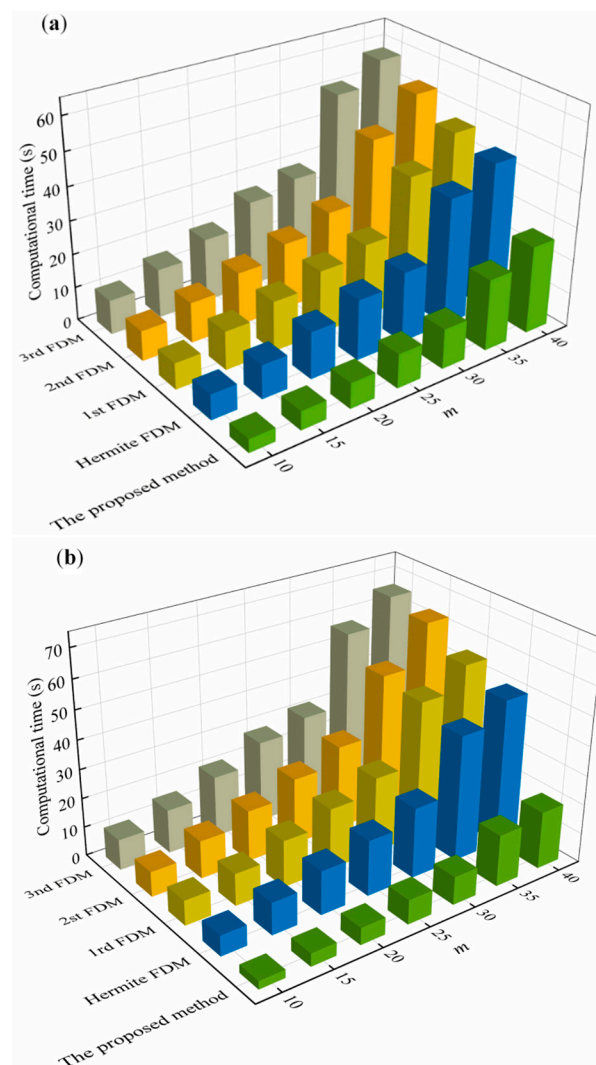 (a)
60
50
40
30
20
10
0
Computational time (s)
3rd FDM
2nd FDM
1st FDM
Hermite FDM
The proposed method
10
15
20
25
30
35
40
m
(b)
70
60
50
40
30
20
10
0
Computational time (s)
3nd FDM
2st FDM
1rd FDM
Hermite FDM
The proposed method
10
15
20
25
30
35
40
m